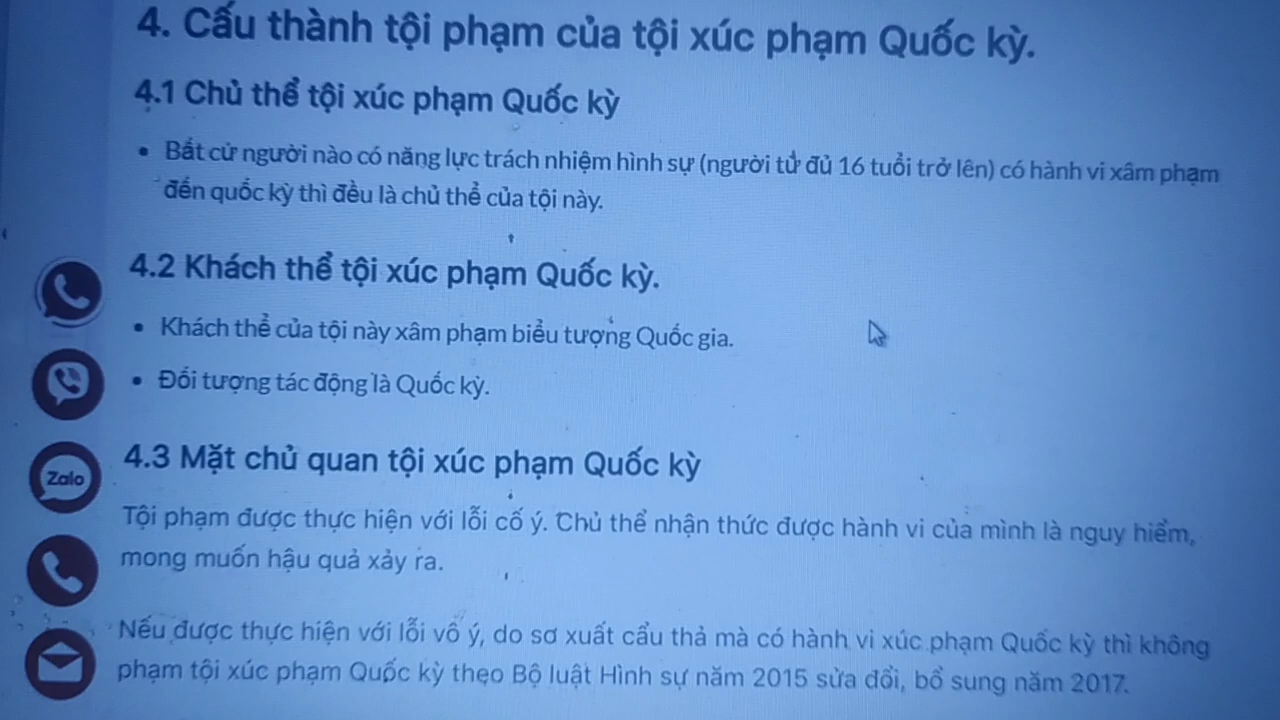 4. Cấu thành tội phạm của tội xúc phạm Quốc kỳ.
4.1 Chủ thể tội xúc phạm Quốc kỳ
• Bất cứ người nào có năng lực trách nhiệm hình sự (người từ đủ 16 tuổi trở lên) có hành vi xâm phạm
đến quốc kỳ thì đều là chủ thể của tội này.
4.2 Khách thể tội xúc phạm Quốc kỳ.
• Khách thể của tội này xâm phạm biểu tượng Quốc gia.
• Đối tượng tác động là Quốc kỳ.
4.3 Mặt chủ quan tội xúc phạm Quốc kỳ
Zalo
Tội phạm được thực hiện với lỗi cố ý. Chủ thể nhận thức được hành vi của mình là nguy hiểm,
mong muốn hậu quả xảy ra.
Nếu được thực hiện với lỗi vô ý, do sơ xuất cẩu thả mà có hành vi xúc phạm Quốc kỳ thì không
phạm tội xúc phạm Quốc kỳ theo Bộ luật Hình sự năm 2015 sửa đổi, bổ sung năm 2017.